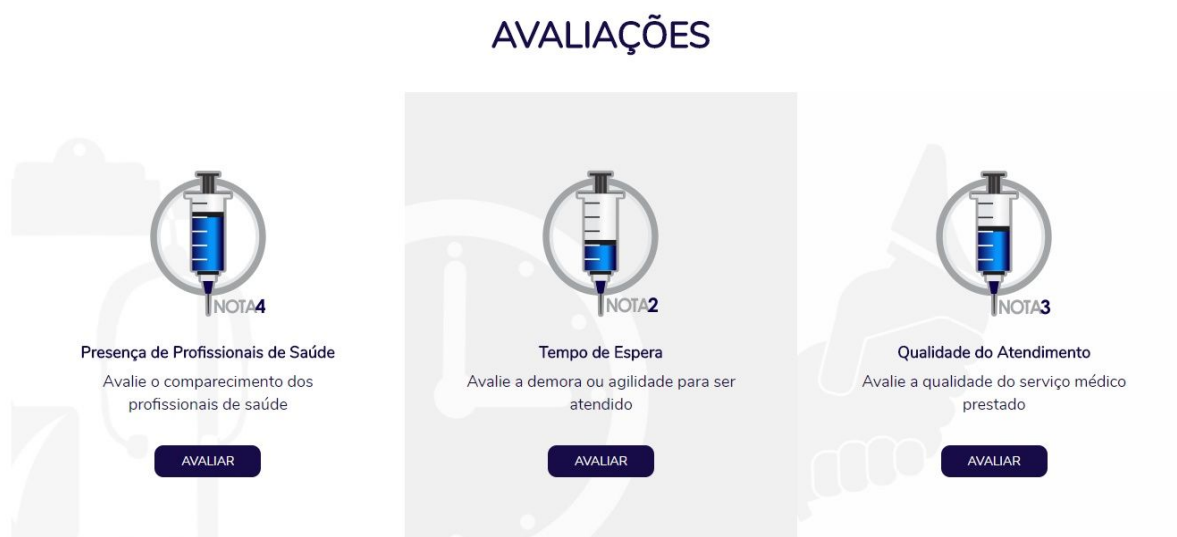 AVALIAÇÕES
NOTA4
Presença de Profissionais de Saúde
Avalie o comparecimento dos
profissionais de saúde
AVALIAR
NOTA2
Tempo de Espera
Avalie a demora ou agilidade para ser
atendido
AVALIAR
NOTA3
Qualidade do Atendimento
Avalie a qualidade do serviço médico
prestado
AVALIAR